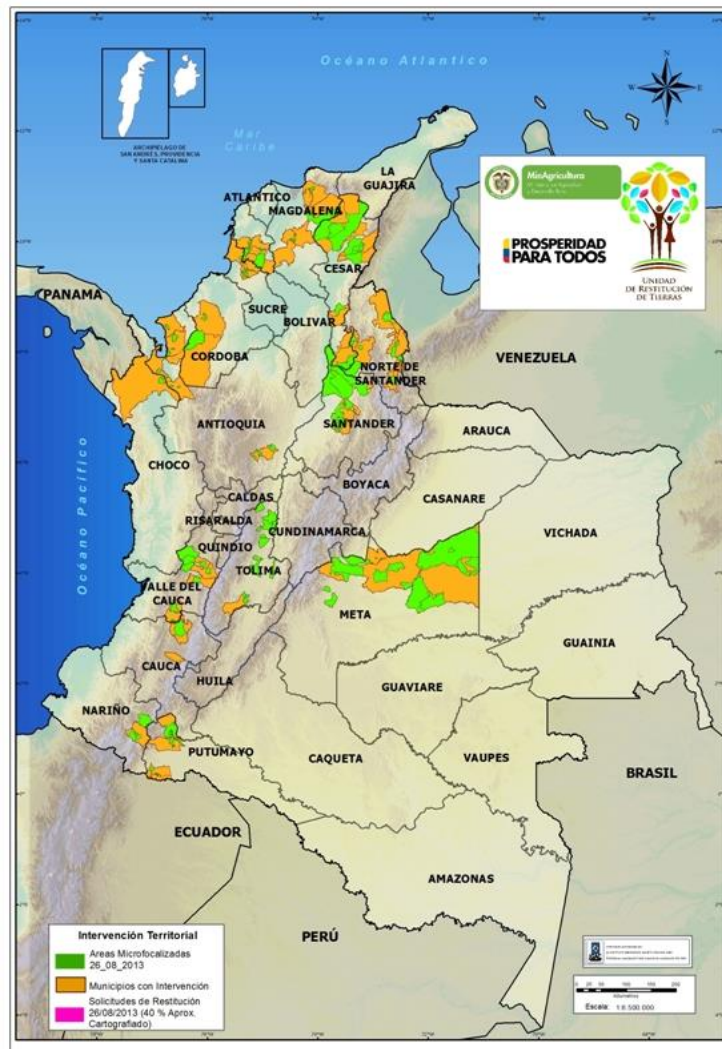 Océano Atlantico
N
W
E
S
Mar
Caribe
ARCHIPIÉLAGO DE
SAN ANDRES, PROVIDENCIA
Y SANTA CATALINA
MinAgricultura
PROSPERIDAD
PARA TODOS
UNIDAD
DE RESTITUCIÓN
DE TIERRAS
LA
GUAJIRA
ATLANTICO
MAGDALENA
CESAR
PANAMA
SUCRE
BOLIVAR
CORDOBA
NORTE DE
SANTANDER
VENEZUELA
ANTIOQUIA
SANTANDER
ARAUCA
CHOCO
BOYACA
CASANARE
Océano Pacífico
CALDAS
RISARALDA
CUNDINAMARCA
QUINDIO
VICHADA
TOLIMA
VALLE DEL
CAUCA
META
GUAINIA
CAUCA
HUILA
GUAVIARE
NARIÑO
PUTUMAYO
CAQUETA
VAUPES
BRASIL
ECUADOR
AMAZONAS
PERÚ
Intervención Territorial
Areas Microfocalizadas
26_08_2013
Municipios con Intervención
Solicitudes de Restitución
26/08/2013 (40 % Aprox.
Cartografiado)
Kilometros
Escala: 1:6.500.000